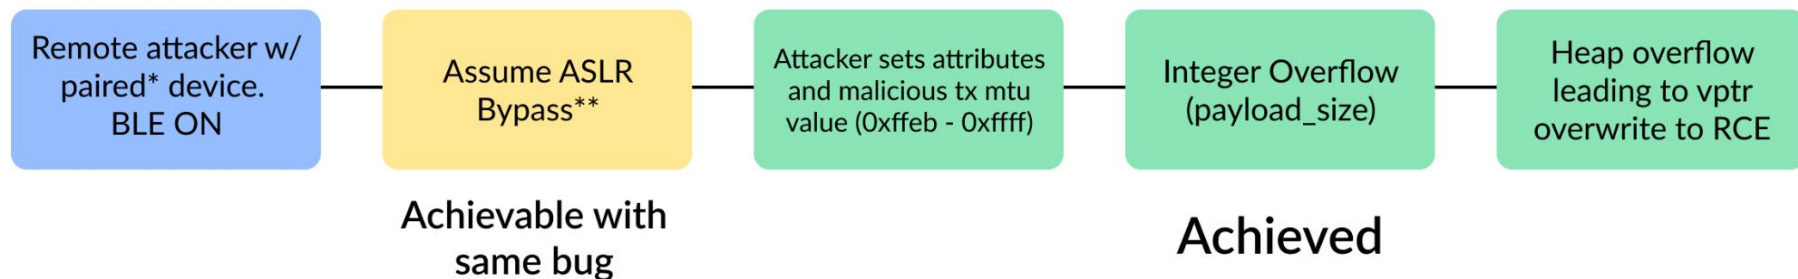 Remote attacker w/
paired* device.
BLE ON
Assume ASLR
Bypass**
Attacker sets attributes
and malicious tx mtu
value (0xffeb - 0xffff)
Integer Overflow
(payload_size)
Heap overflow
leading to vptr
overwrite to RCE
Achievable with
same bug
Achieved